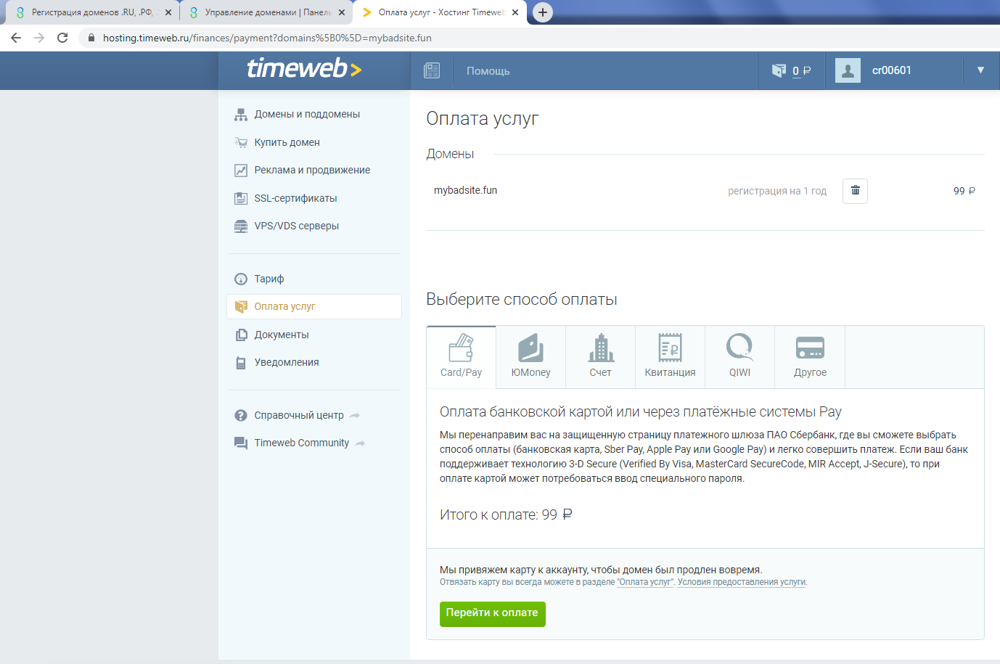 Регистрация доменов .RU, .РФ,
Управление доменами | Панель
Оплата услуг - Хостинг Timeweb
hosting.timeweb.ru/finances/payment?domains%5B0%5D=mybadsite.fun
timeweb>
Помощь
0 ₽
cr00601
Домены и поддомены
Купить домен
Реклама и продвижение
SSL-сертификаты
VPS/VDS серверы
Тариф
Оплата услуг
Документы
Уведомления
Справочный центр
Timeweb Community
Оплата услуг
Домены
mybadsite.fun
регистрация на 1 год
99 ₽
Выберите способ оплаты
Card/Pay
ЮMoney
Счет
Квитанция
QIWI
Другое
Оплата банковской картой или через платёжные системы Pay
Мы перенаправим вас на защищенную страницу платежного шлюза ПАО Сбербанк, где вы сможете выбрать
способ оплаты (банковская карта, Sber Pay, Apple Pay или Google Pay) и легко совершить платеж. Если ваш банк
поддерживает технологию 3-D Secure (Verified By Visa, MasterCard SecureCode, MIR Accept, J-Secure), то при
оплате картой может потребоваться ввод специального пароля.
Итого к оплате: 99 ₽
Мы привяжем карту к аккаунту, чтобы домен был продлен вовремя.
Отвязать карту вы всегда можете в разделе "Оплата услуг". Условия предоставления услуги.
Перейти к оплате